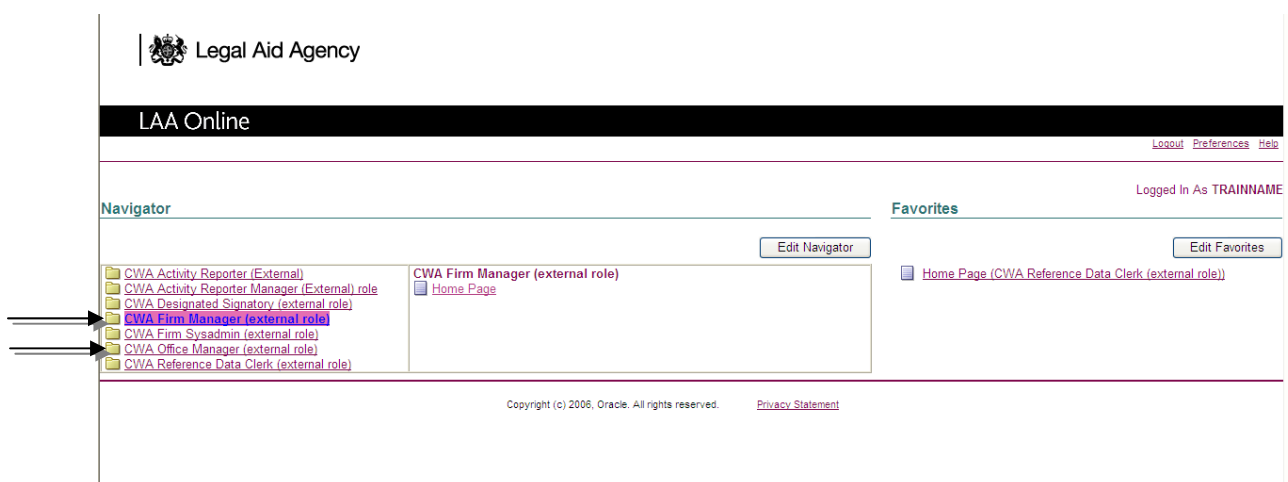 Legal Aid Agency
LAA Online
Logout Preferences Help
Logged In As TRAINNAME
Navigator
Favorites
Edit Navigator
Edit Favorites
CWA Activity Reporter (External)
CWA Activity Reporter Manager (External) role
CWA Designated Signatory (external role)
CWA Firm Manager (external role)
CWA Firm Sysadmin (external role)
CWA Office Manager (external role)
CWA Reference Data Clerk (external role)
CWA Firm Manager (external role)
Home Page
Home Page (CWA Reference Data Clerk (external role))
Copyright (c) 2006, Oracle. All rights reserved. Privacy Statement